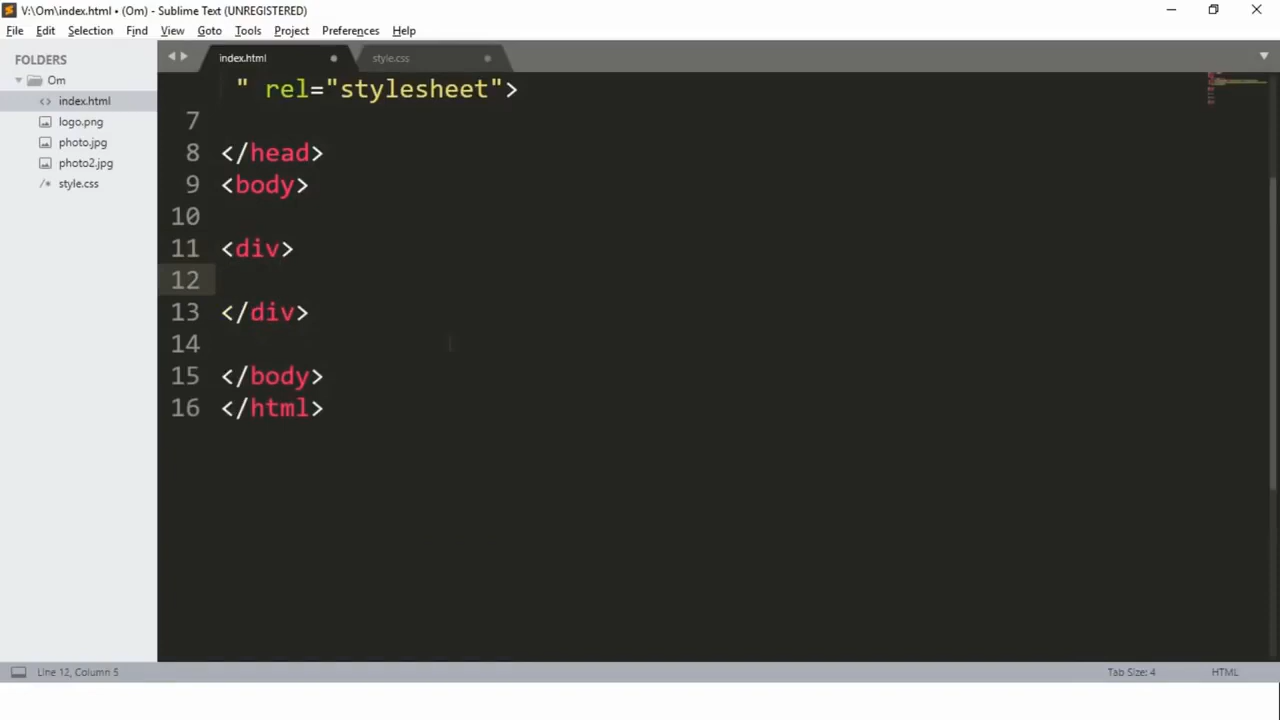 V:\Om\index.html • (Om) - Sublime Text (UNREGISTERED)
File Edit Selection Find View Goto Tools Project Preferences Help
FOLDERS
Om
index.html
logo.png
photo.jpg
photo2.jpg
style.css
index.html
style.css
" rel="stylesheet">
7
8 </head>
9 <body>
10
11 <div>
12
13 </div>
14
15 </body>
16 </html>
Line 12, Column 5
Tab Size: 4
HTML